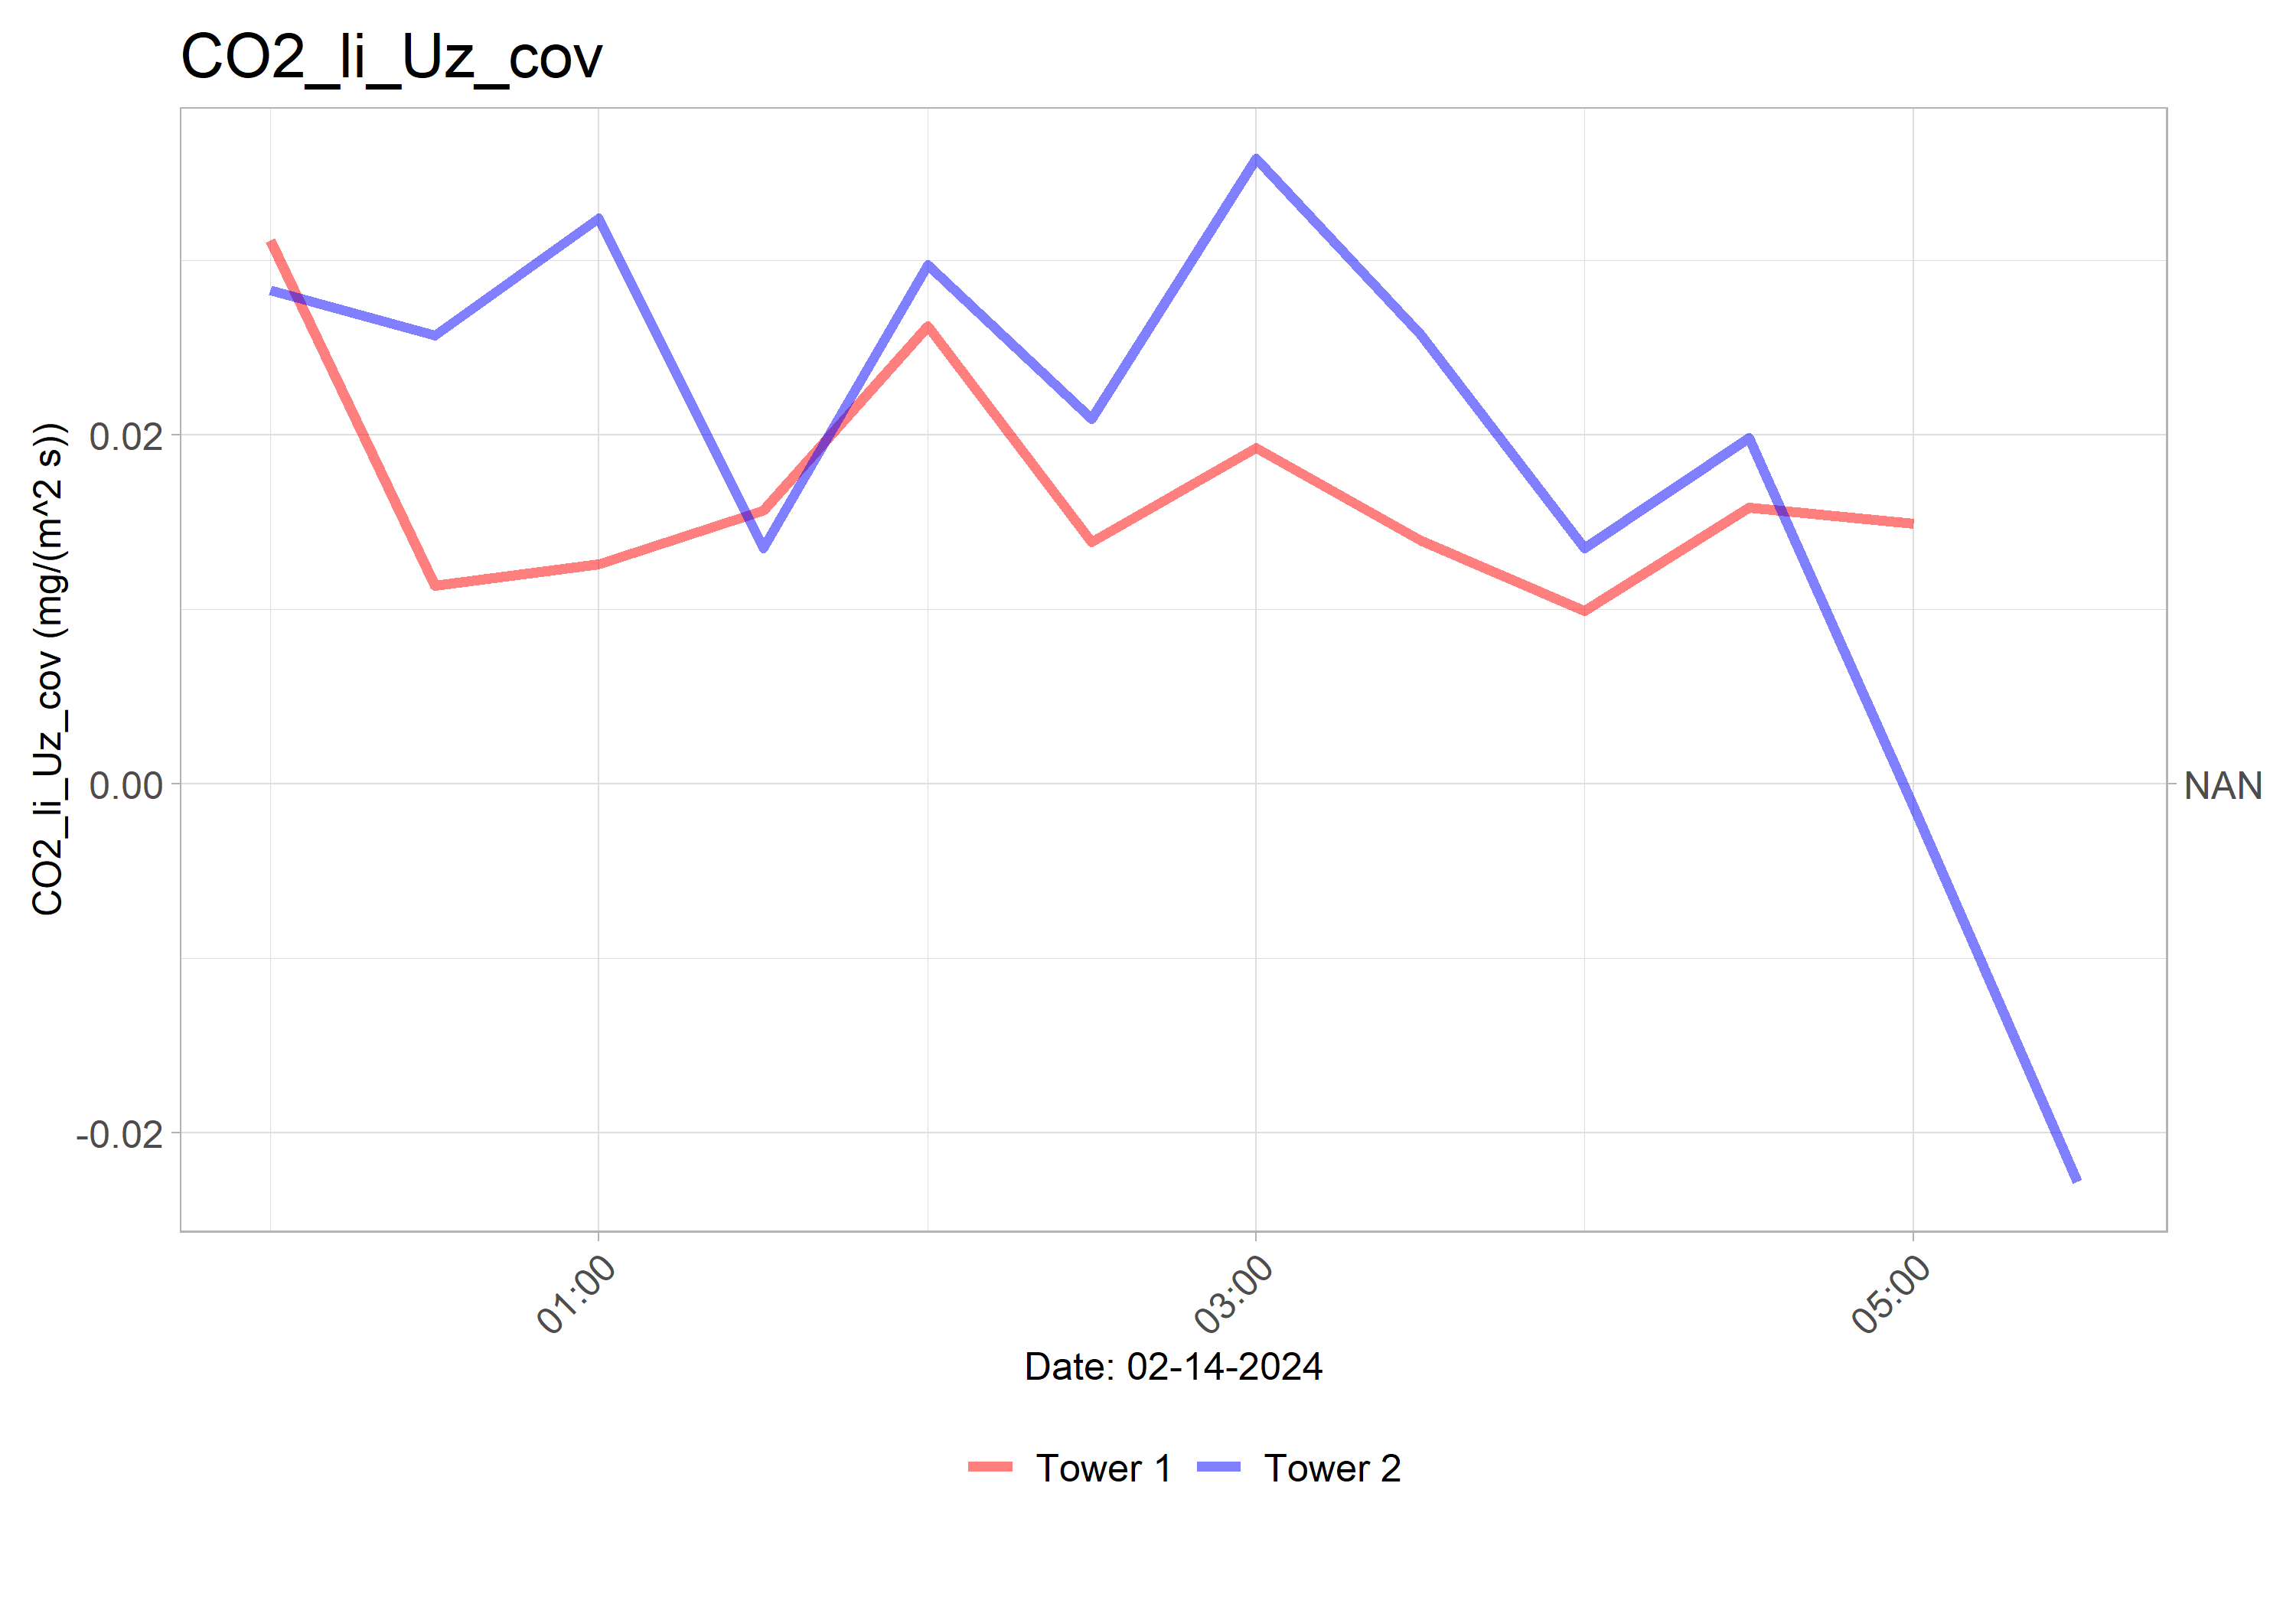 CO2_li_Uz_cov
CO2_li_Uz_cov (mg/(m^2 s))
0.02
0.00
-0.02
NAN
01:00
03:00
05:00
Date: 02-14-2024
Tower 1
Tower 2